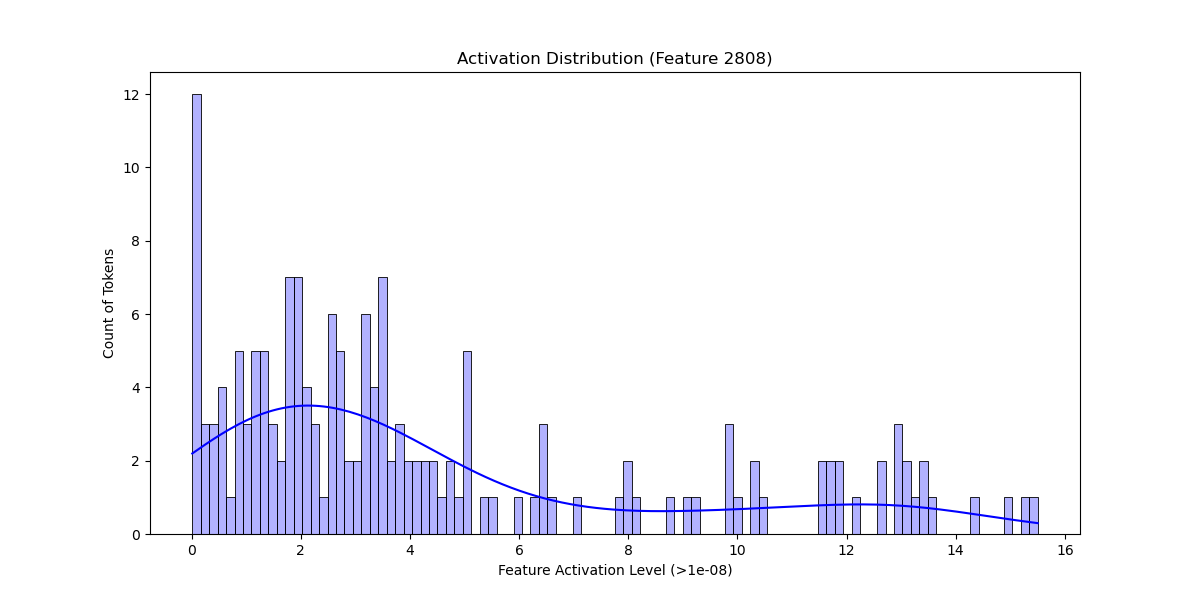 Activation Distribution (Feature 2808)
12
10
8
6
4
2
0
Count of Tokens
0 2 4 6 8 10 12 14 16
Feature Activation Level (>1e-08)